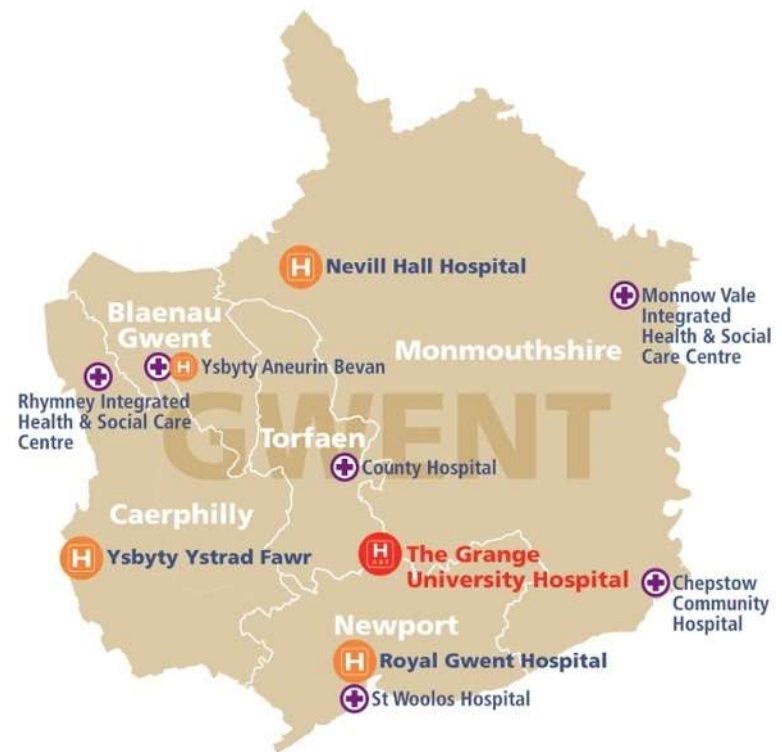 H
Nevill Hall Hospital
Monnow Vale
Integrated
Health & Social
Care Centre
Blaenau
Gwent
Monmouthshire
H
Ysbyty Aneurin Bevan
Rhymney Integrated
Health & Social Care
Centre
GWENT
Torfaen
County Hospital
Caerphilly
H
Ysbyty Ystrad Fawr
H
The Grange
University Hospital
Chepstow
Community
Hospital
Newport
H
Royal Gwent Hospital
St Woolos Hospital